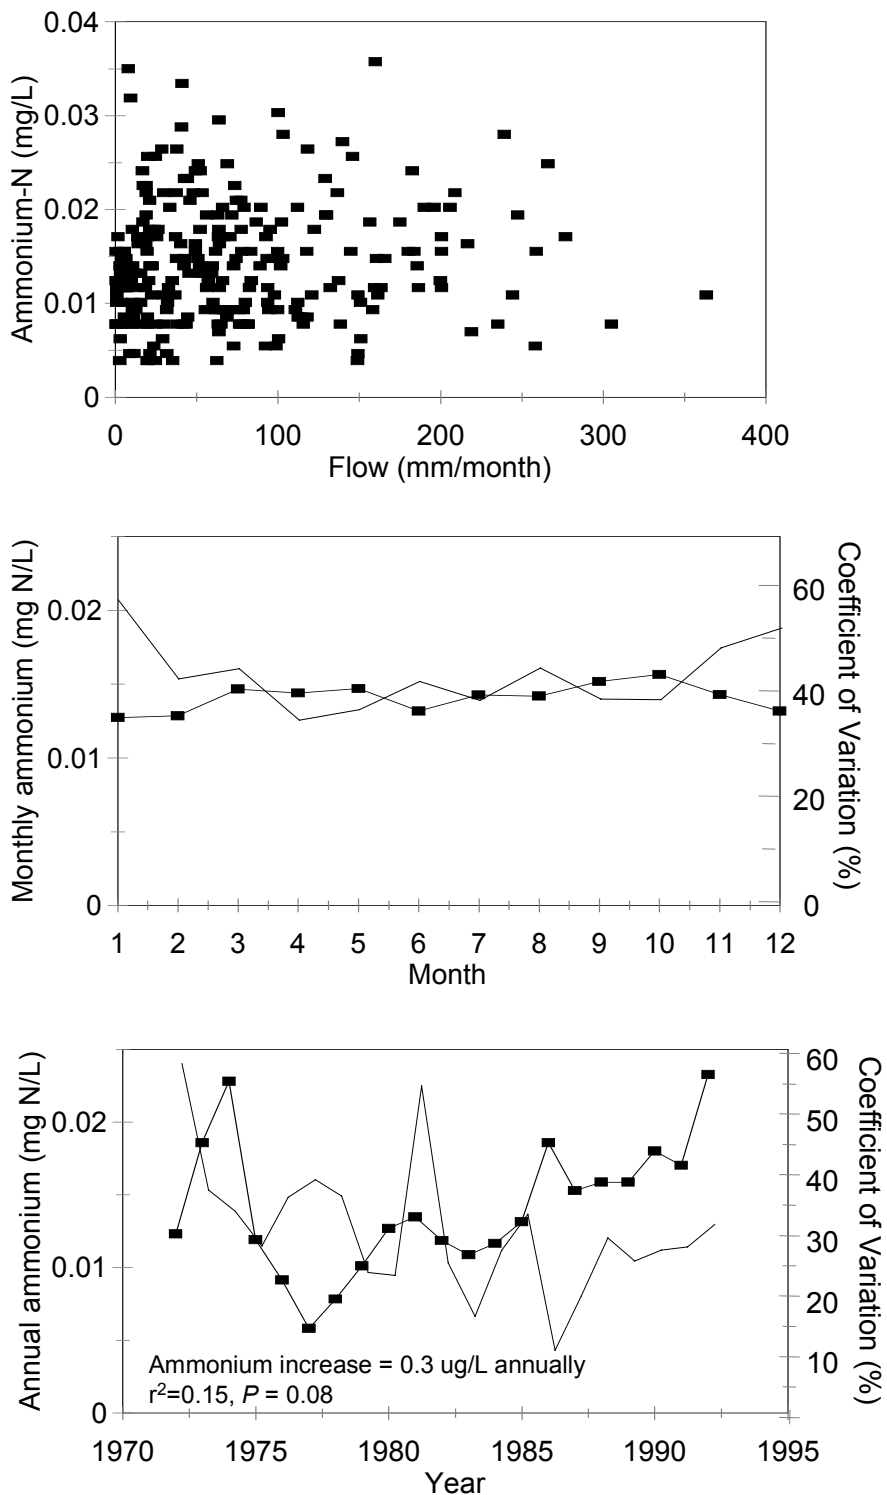 0.04
0.03
0.02
0.01
0
Ammonium-N (mg/L)
0 100 200 300 400
Flow (mm/month)
0.02
0.01
0
Monthly ammonium (mg N/L)
60
40
20
0
Coefficient of Variation (%)
1 2 3 4 5 6 7 8 9 10 11 12
Month
0.02
0.01
0
Annual ammonium (mg N/L)
60
50
40
30
20
10
Coefficient of Variation (%)
Ammonium increase = 0.3 ug/L annually
r²=0.15, P = 0.08
1970 1975 1980 1985 1990 1995
Year